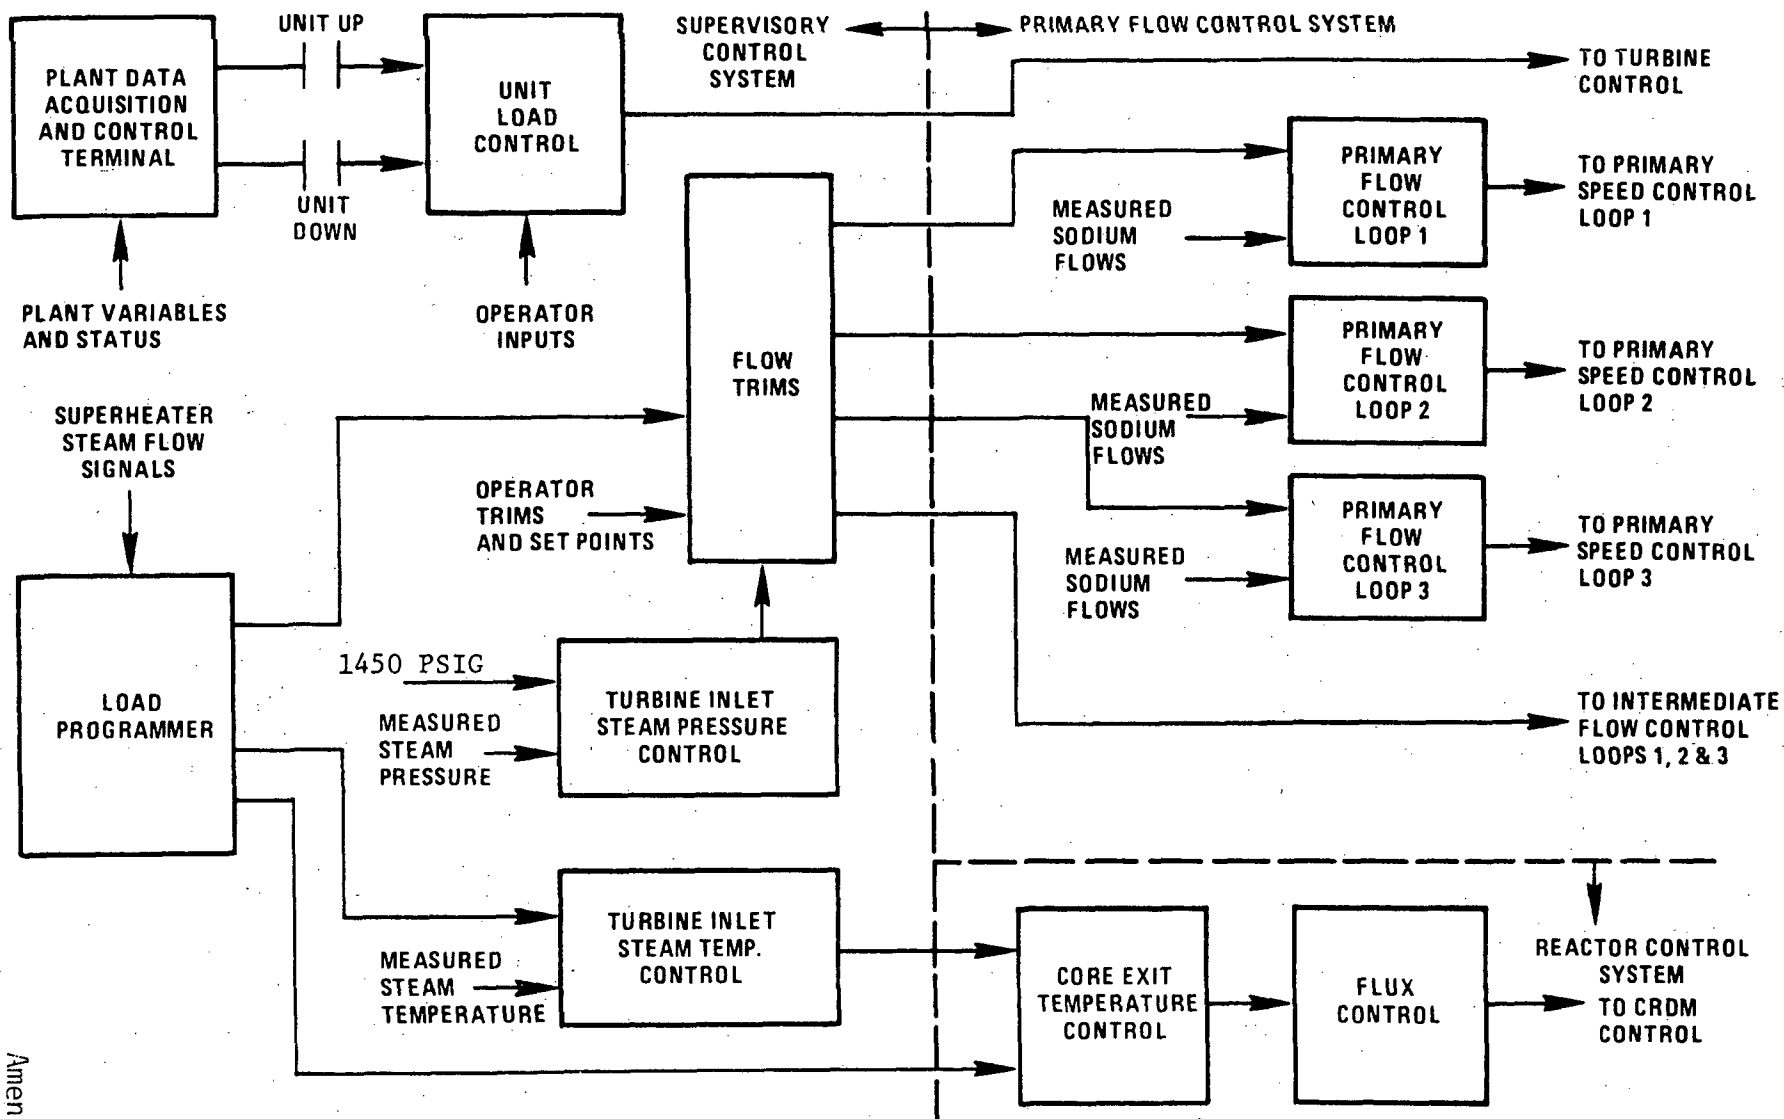 UNIT UP
PLANT DATA
ACQUISITION
AND CONTROL
TERMINAL
UNIT
DOWN
UNIT
LOAD
CONTROL
SUPERVISORY
CONTROL
SYSTEM
PRIMARY FLOW CONTROL SYSTEM
TO TURBINE
CONTROL
PLANT VARIABLES
AND STATUS
OPERATOR
INPUTS
FLOW
TRIMS
MEASURED
SODIUM
FLOWS
PRIMARY
FLOW
CONTROL
LOOP 1
TO PRIMARY
SPEED CONTROL
LOOP 1
PRIMARY
FLOW
CONTROL
LOOP 2
MEASURED
SODIUM
FLOWS
TO PRIMARY
SPEED CONTROL
LOOP 2
SUPERHEATER
STEAM FLOW
SIGNALS
OPERATOR
TRIMS
AND SET POINTS
PRIMARY
FLOW
CONTROL
LOOP 3
MEASURED
SODIUM
FLOWS
TO PRIMARY
SPEED CONTROL
LOOP 3
LOAD
PROGRAMMER
1450 PSIG
MEASURED
STEAM
PRESSURE
TURBINE INLET
STEAM PRESSURE
CONTROL
TO INTERMEDIATE
FLOW CONTROL
LOOPS 1, 2 & 3
TURBINE INLET
STEAM TEMP.
CONTROL
MEASURED
STEAM
TEMPERATURE
CORE EXIT
TEMPERATURE
CONTROL
FLUX
CONTROL
REACTOR CONTROL
SYSTEM
TO CRDM
CONTROL
Amen